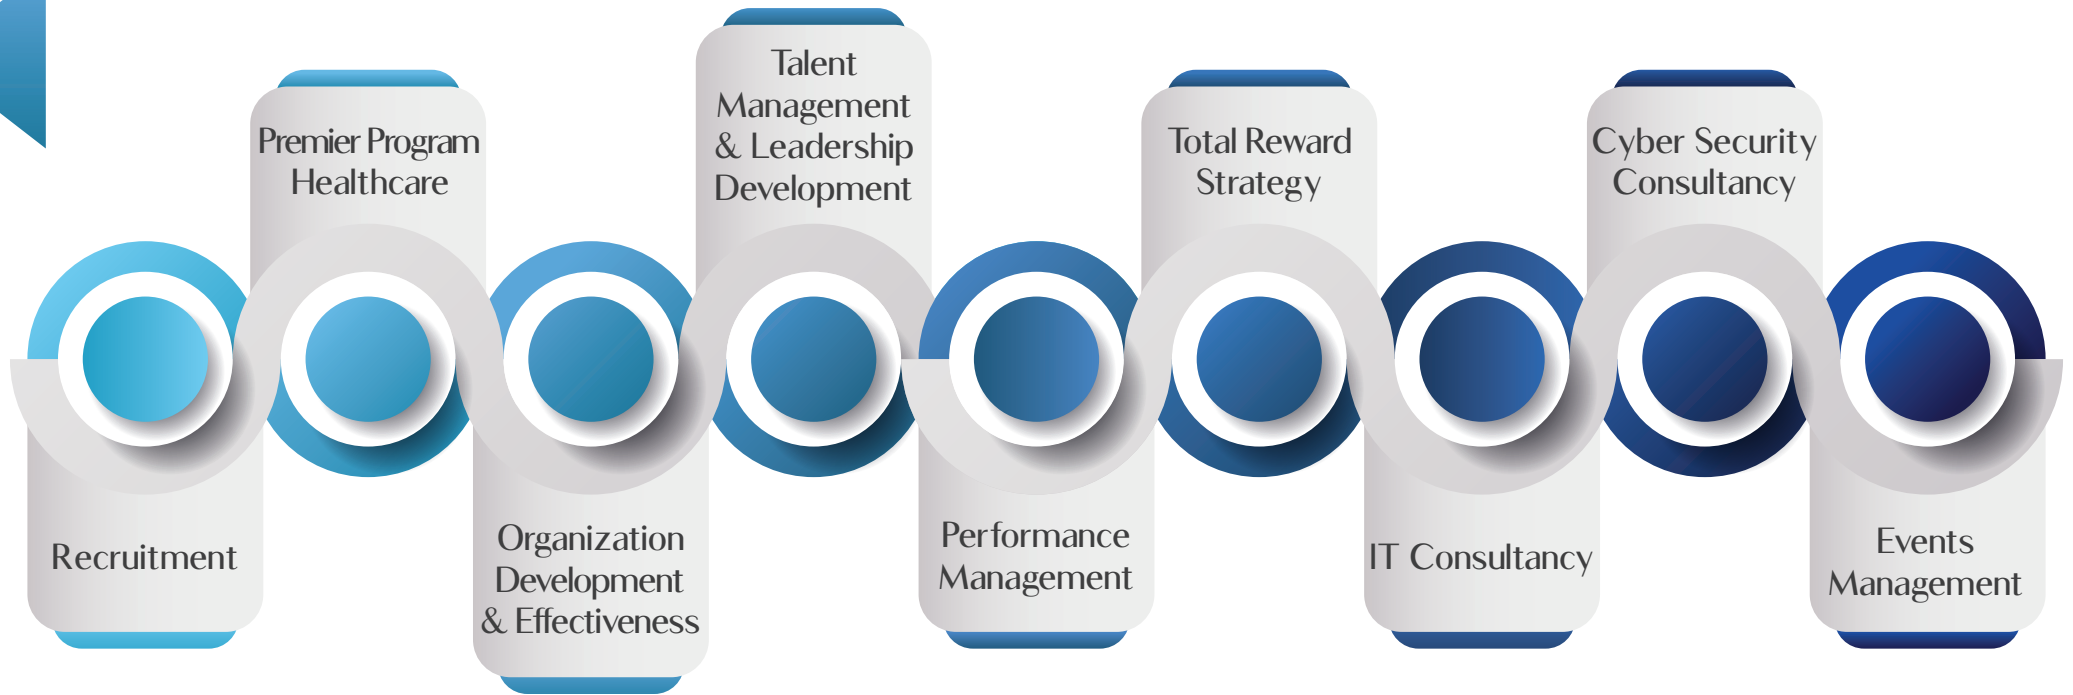 Recruitment
Premier Program
Healthcare
Organization
Development
& Effectiveness
Talent
Management
& Leadership
Development
Performance
Management
Total Reward
Strategy
IT Consultancy
Cyber Security
Consultancy
Events
Management